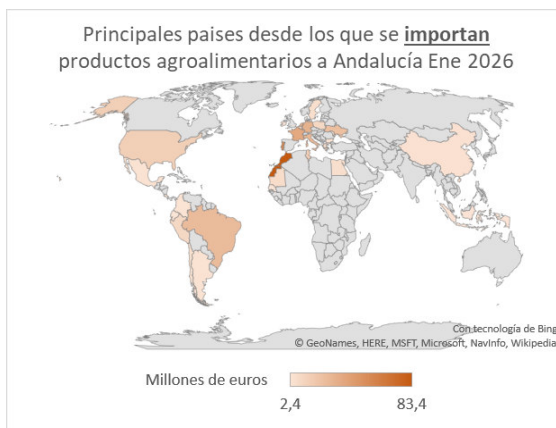 Principales paises desde los que se importan
productos agroalimentarios a Andalucía Ene 2026
Con tecnología de Bing
© GeoNames, HERE, MSFT, Microsoft, NavInfo, Wikipedia
Millones de euros
2,4 83,4